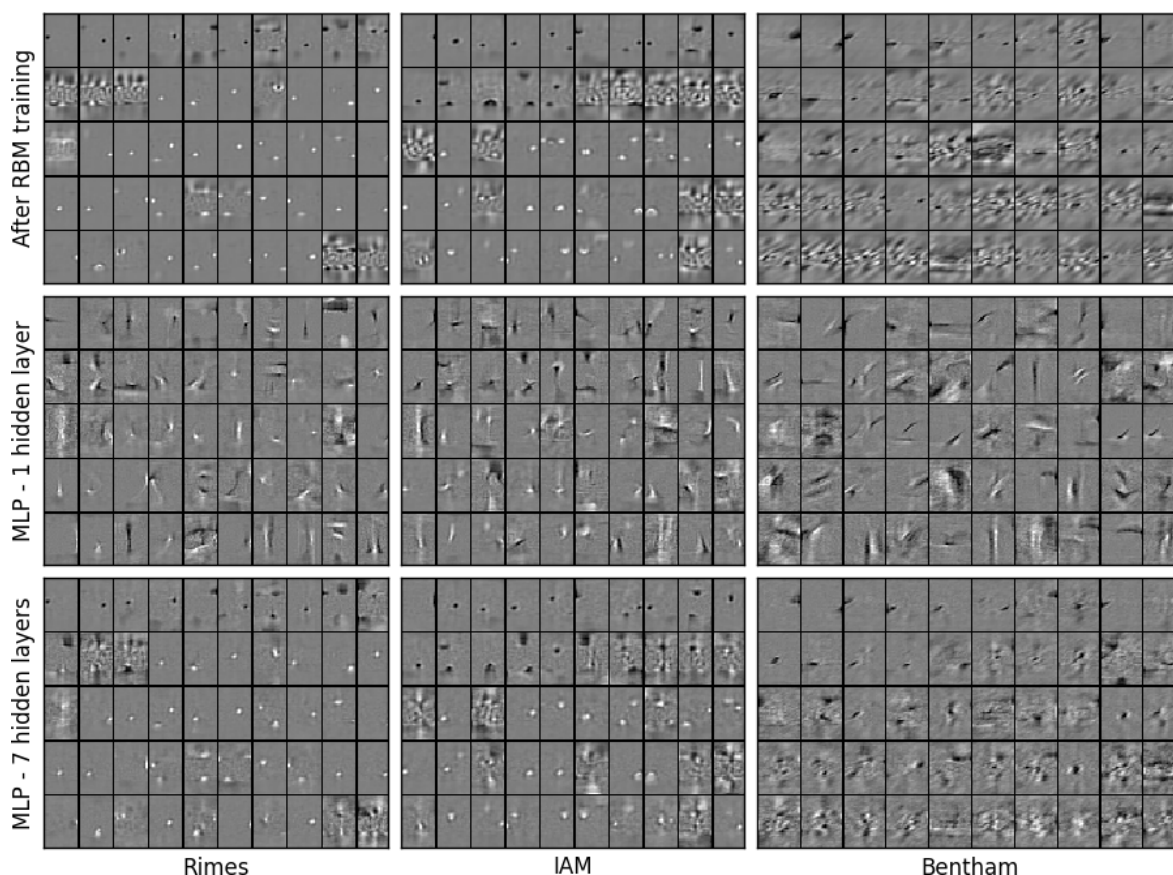 After RBM training
MLP - 1 hidden layer
MLP - 7 hidden layers
Rimes
IAM
Bentham